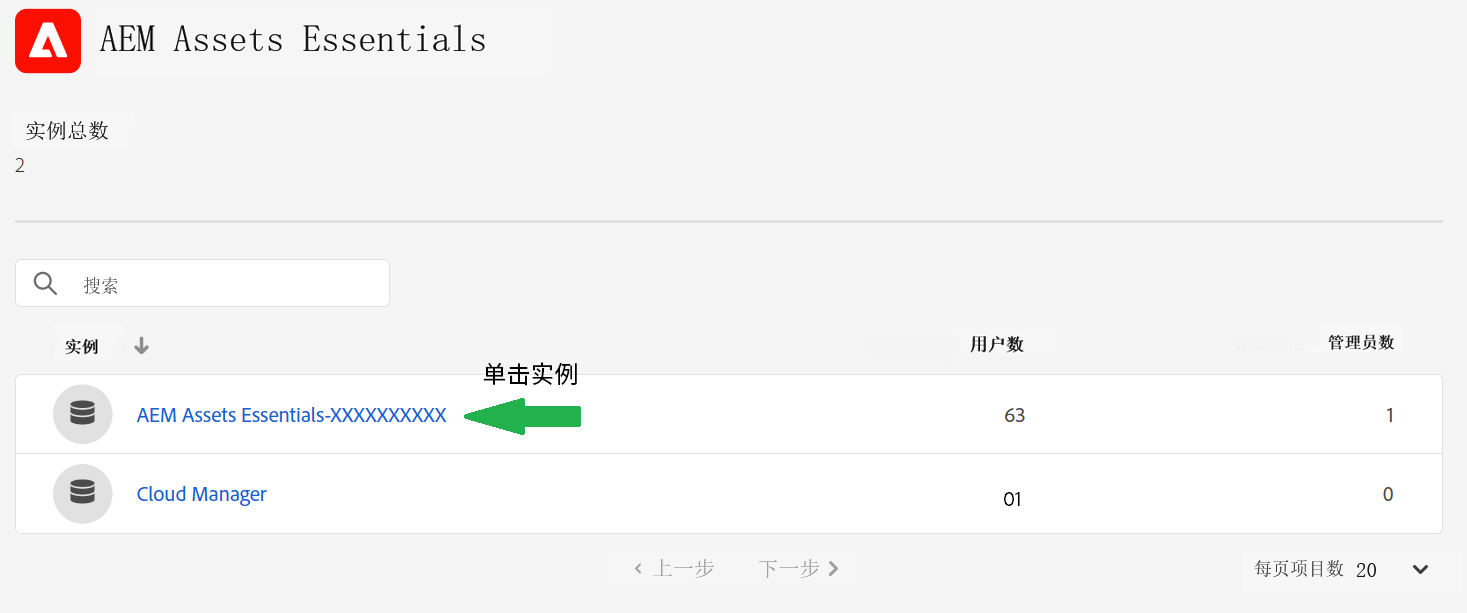 AEM Assets Essentials
实例总数
2
搜索
实例 用户数 管理员数
单击实例
AEM Assets Essentials-XXXXXXXXXX 63 1
Cloud Manager 01 0
上一步 下一步 每页项目数 20